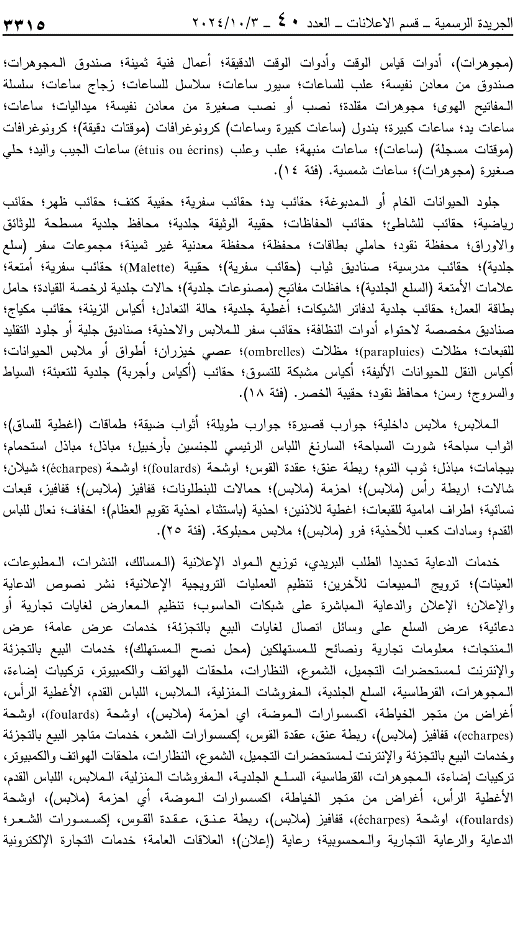 الجريدة الرسمية ــ قسم الاعلانات ــ العدد ٤٠ ــ ٢٠٢٤/١٠/٣ ٣٣١٥
(مجوهرات)، أدوات قياس الوقت وأدوات الوقت الدقيقة؛ أعمال فنية ثمينة؛ صندوق المجوهرات؛
صندوق من معادن نفيسة؛ علب للساعات؛ سيور ساعات؛ سلاسل للساعات؛ زجاج ساعات؛ سلسلة
المفاتيح الهوى؛ مجوهرات مقلدة؛ نصب أو نصب صغيرة من معادن نفيسة؛ ميداليات؛ ساعات؛
ساعات يد؛ ساعات كبيرة؛ بندول (ساعات كبيرة وساعات) كرونوغرافات (موقتات دقيقة)؛ كرونوغرافات
(موقتات مسجلة) (ساعات)؛ ساعات منبهة؛ علب وعلب (étuis ou écrins) ساعات الجيب واليد؛ حلي
صغيرة (مجوهرات)؛ ساعات شمسية. (فئة ١٤).
جلود الحيوانات الخام أو المدبوغة؛ حقائب يد؛ حقائب سفرية؛ حقيبة كتف؛ حقائب ظهر؛ حقائب
رياضية؛ حقائب للشاطئ؛ حقائب الحفاظات؛ حقيبة الوثيقة جلدية؛ محافظ جلدية مسطحة للوثائق
والاوراق؛ محفظة نقود؛ حاملي بطاقات؛ محفظة؛ محفظة معدنية غير ثمينة؛ مجموعات سفر (سلع
جلدية)؛ حقائب مدرسية؛ صناديق ثياب (حقائب سفرية)؛ حقيبة (Malette)؛ حقائب سفرية؛ أمتعة؛
علامات الأمتعة (السلع الجلدية)؛ حافظات مفاتيح (مصنوعات جلدية)؛ حالات جلدية لرخصة القيادة؛ حامل
بطاقة العمل؛ حقائب جلدية لدفاتر الشيكات؛ أغطية جلدية؛ حالة التعادل؛ أكياس الزينة؛ حقائب مكياج؛
صناديق مخصصة لاحتواء أدوات النظافة؛ حقائب سفر للملابس والاحذية؛ صناديق جلية أو جلود التقليد
للقبعات؛ مظلات (parapluies)؛ مظلات (ombrelles)؛ عصي خيزران؛ أطواق أو ملابس الحيوانات؛
أكياس النقل للحيوانات الأليفة؛ أكياس مشبكة للتسوق؛ حقائب (أكياس وأجربة) جلدية للتعبئة؛ السياط
والسروج؛ رسن؛ محافظ نقود؛ حقيبة الخصر. (فئة ١٨).
الملابس؛ ملابس داخلية؛ جوارب قصيرة؛ جوارب طويلة؛ أثواب ضيقة؛ طماقات (اغطية للساق)؛
اثواب سباحة؛ شورت السباحة؛ السارنغ اللباس الرئيسي للجنسين بأرخبيل؛ مباذل؛ مباذل استحمام؛
بيجامات؛ مباذل؛ ثوب النوم؛ ربطة عنق؛ عقدة القوس؛ اوشحة (foulards)؛ اوشحة (écharpes)؛ شيلان؛
شالات؛ اربطة رأس (ملابس)؛ احزمة (ملابس)؛ حمالات للبنطلونات؛ قفافيز (ملابس)؛ قفافيز، قبعات
نسائية؛ اطراف امامية للقبعات؛ اغطية للاذنين؛ احذية (باستثناء احذية تقويم العظام)؛ اخفاف؛ نعال للباس
القدم؛ وسادات كعب للأحذية؛ فرو (ملابس)؛ ملابس محبلوكة. (فئة ٢٥).
خدمات الدعاية تحديدا الطلب البريدي، توزيع المواد الإعلانية (المسالك، النشرات، المطبوعات،
العينات)؛ ترويج المبيعات للآخرين؛ تنظيم العمليات الترويجية الإعلانية؛ نشر نصوص الدعاية
والإعلان؛ الإعلان والدعاية المباشرة على شبكات الحاسوب؛ تنظيم المعارض لغايات تجارية أو
دعائية؛ عرض السلع على وسائل اتصال لغايات البيع بالتجزئة؛ خدمات عرض عامة؛ عرض
المنتجات؛ معلومات تجارية ونصائح للمستهلكين (محل نصح المستهلك)؛ خدمات البيع بالتجزئة
والإنترنت لمستحضرات التجميل، الشموع، النظارات، ملحقات الهواتف والكمبيوتر، تركيبات إضاءة،
المجوهرات، القرطاسية، السلع الجلدية، المفروشات المنزلية، الملابس، اللباس القدم، الأغطية الرأس،
أغراض من متجر الخياطة، اكسسوارات الموضة، اي احزمة (ملابس)، اوشحة (foulards)، اوشحة
(echarpes)، قفافيز (ملابس)، ربطة عنق، عقدة القوس، إكسسوارات الشعر، خدمات متاجر البيع بالتجزئة
وخدمات البيع بالتجزئة والإنترنت لمستحضرات التجميل، الشموع، النظارات، ملحقات الهواتف والكمبيوتر،
تركيبات إضاءة، المجوهرات، القرطاسية، السلع الجلدية، المفروشات المنزلية، الملابس، اللباس القدم،
الأغطية الرأس، أغراض من متجر الخياطة، اكسسوارات الموضة، أي احزمة (ملابس)، اوشحة
(foulards)، اوشحة (écharpes)، قفافيز (ملابس)، ربطة عنق، عقدة القوس، إكسسورات الشعر؛
الدعاية والرعاية التجارية والمحسوبية؛ رعاية (إعلان)؛ العلاقات العامة؛ خدمات التجارة الإلكترونية